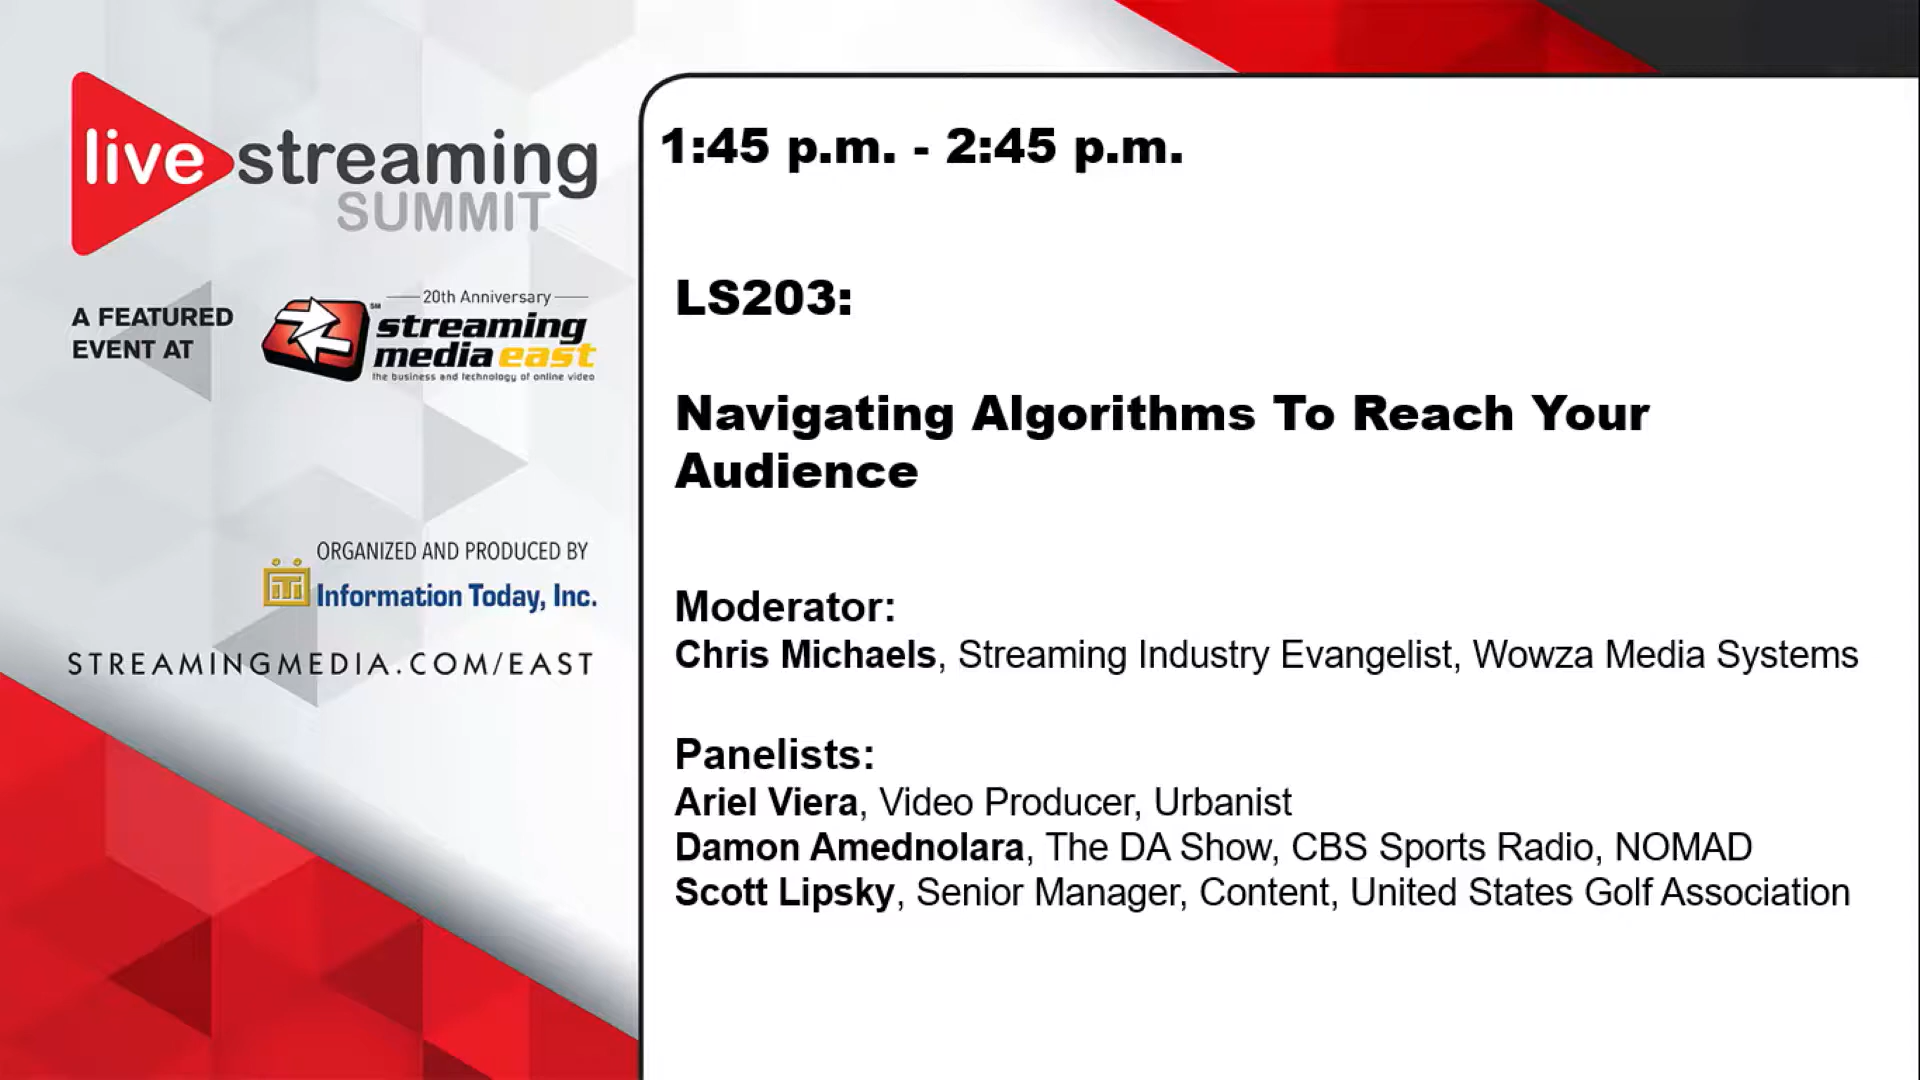 live streaming
SUMMIT
A FEATURED
EVENT AT
20th Anniversary
SM
streaming
media east
the business and technology of online video
ORGANIZED AND PRODUCED BY
iTi
Information Today, Inc.
STREAMINGMEDIA.COM/EAST
1:45 p.m. - 2:45 p.m.
LS203:
Navigating Algorithms To Reach Your
Audience
Moderator:
Chris Michaels, Streaming Industry Evangelist, Wowza Media Systems
Panelists:
Ariel Viera, Video Producer, Urbanist
Damon Amednolara, The DA Show, CBS Sports Radio, NOMAD
Scott Lipsky, Senior Manager, Content, United States Golf Association